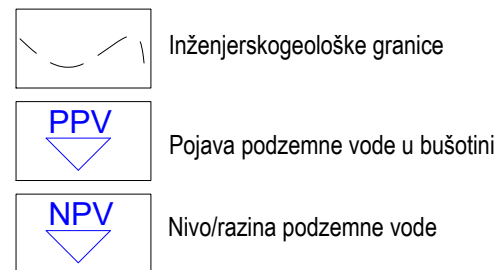 Inženjerskogeološke granice
PPV
Pojava podzemne vode u bušotini
NPV
Nivo/razina podzemne vode